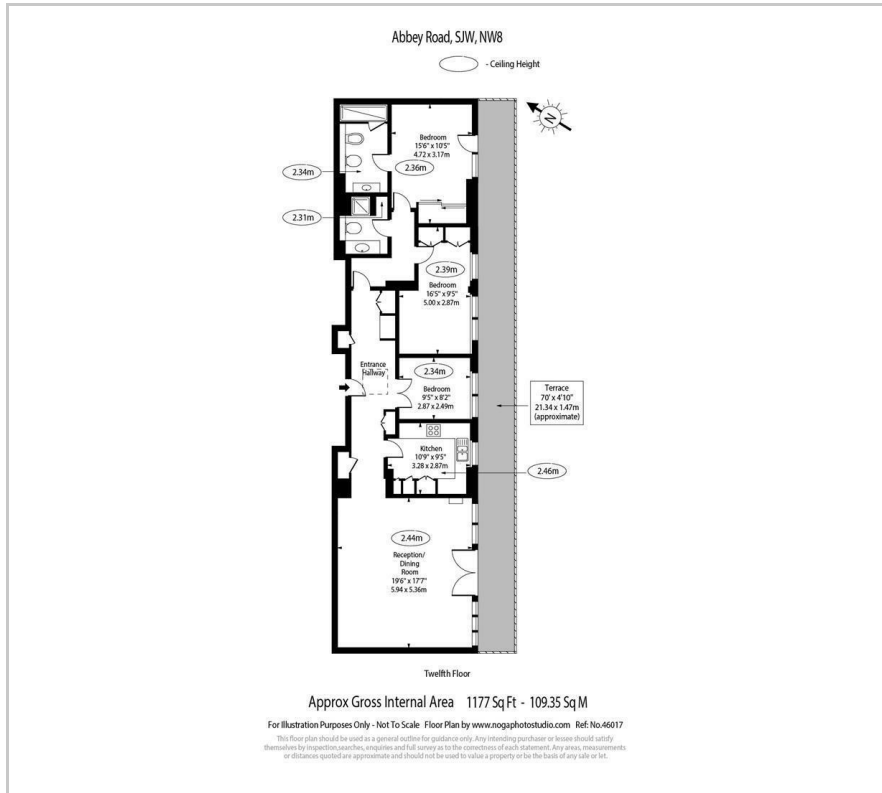 Abbey Road, SJW, NW8
- Ceiling Height
N
Bedroom
15'6" x 10'5"
4.72 x 3.17m
2.36m
2.34m
2.31m
2.39m
Bedroom
16'5" x 9'5"
5.00 x 2.87m
Entrance
Hallway
2.34m
Bedroom
9'5" x 8'2"
2.87 x 2.49m
Terrace
70' x 4'10"
21.34 x 1.47m
(approximate)
Kitchen
10'9" x 9'5"
3.28 x 2.87m
2.46m
2.44m
Reception/
Dining
Room
19'6" x 17'7"
5.94 x 5.36m
Twelfth Floor
Approx Gross Internal Area 1177 Sq Ft - 109.35 Sq M
For Illustration Purposes Only - Not To Scale Floor Plan by www.nogaphotostudio.com Ref: No.46017
This floor plan should be used as a general outline for guidance only. Any intending purchaser or lessee should satisfy
themselves by inspection,searches, enquiries and full survey as to the correctness of each statement. Any areas, measurements
or distances quoted are approximate and should not be used to value a property or be the basis of any sale or let.